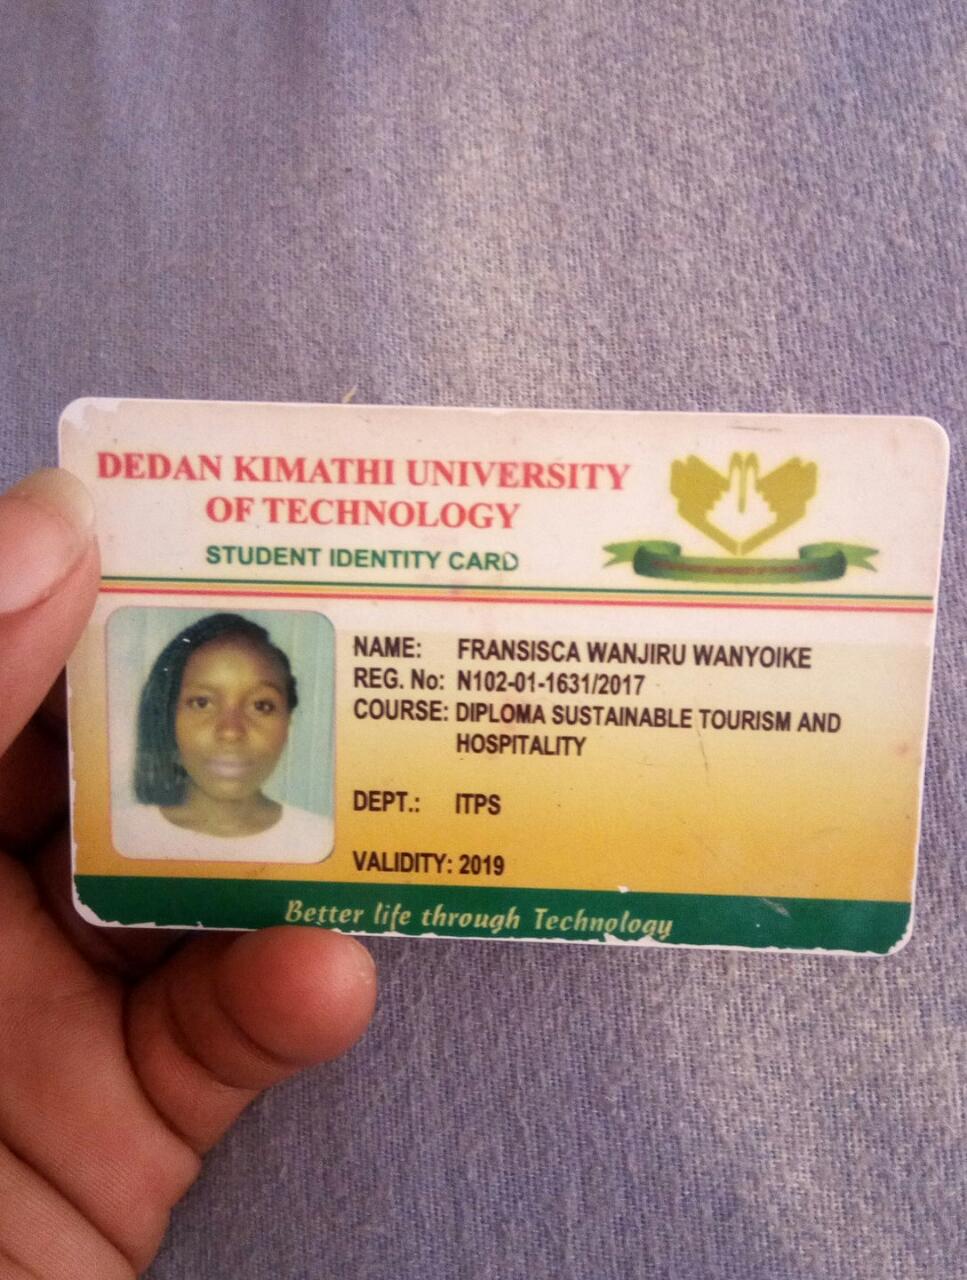 DEDAN KIMATHI UNIVERSITY
OF TECHNOLOGY
STUDENT IDENTITY CARD
NAME: FRANSISCA WANJIRU WANYOIKE
REG. No: N102-01-1631/2017
COURSE: DIPLOMA SUSTAINABLE TOURISM AND
HOSPITALITY
DEPT.: ITPS
VALIDITY: 2019
Better life through Technology